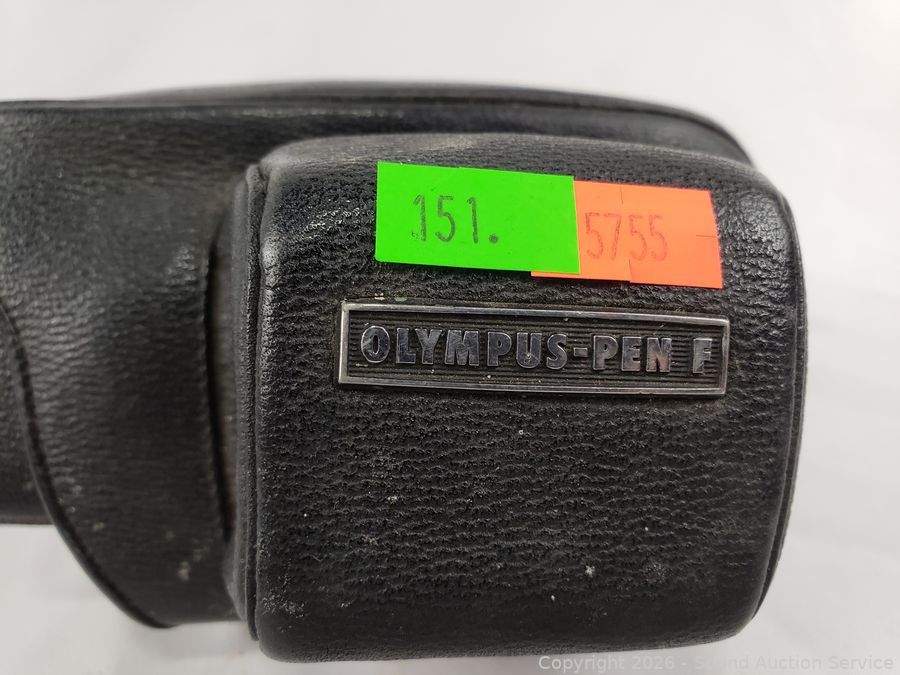 151.
5755
OLYMPUS-PEN F
Copyright 2026 - Sound Auction Service